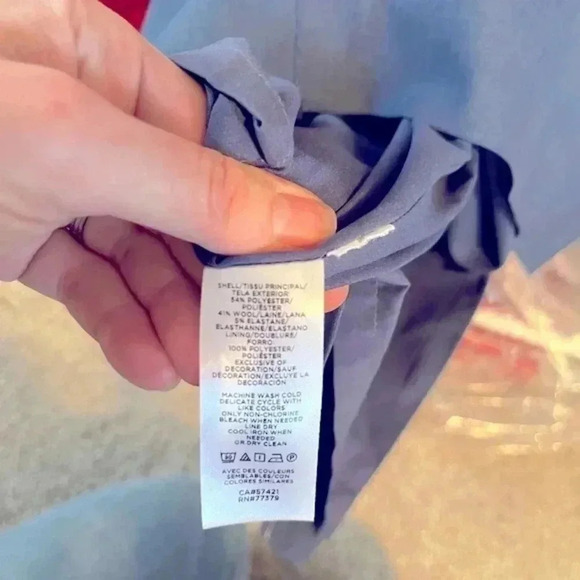 SHELL/TISSU PRINCIPAL/
TELA EXTERIOR
54% POLYESTER/
POLIÉSTER
41% WOOL/LAINE/LANA
5% ELASTANE/
ELASTHANNE/ELASTANO
LINING/DOUBLURE/
FORRO
100% POLYESTER/
POLIÉSTER
EXCLUSIVE OF
DECORATION/SAUF
DÉCORATION/EXCLUYE LA
DECORACIÓN
MACHINE WASH COLD
DELICATE CYCLE WITH
LIKE COLORS
ONLY NON-CHLORINE
BLEACH WHEN NEEDED
LINE DRY
COOL IRON WHEN
NEEDED
OR DRY CLEAN
AVEC DES COULEURS
SEMBLABLES/CON
COLORES SIMILARES
CA#57421
RN#77379